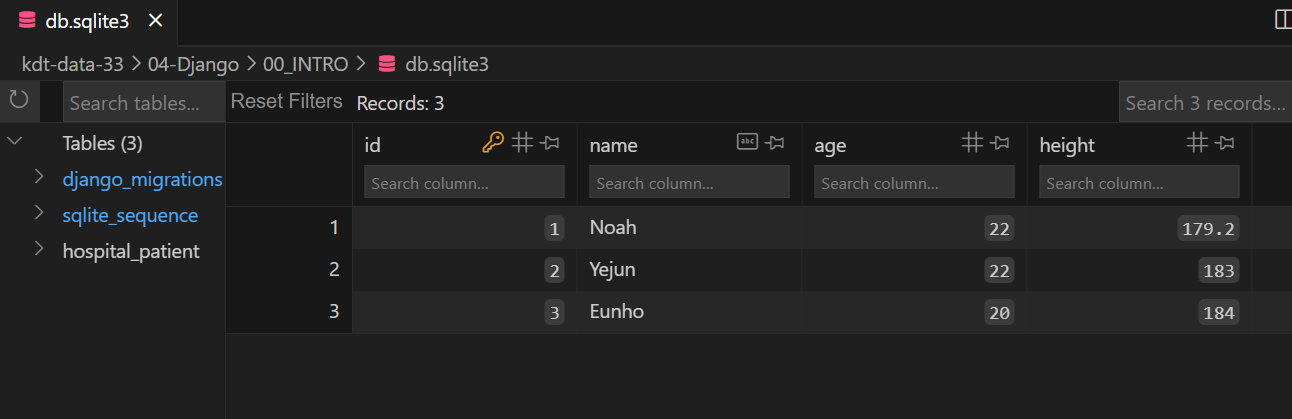 db.sqlite3
kdt-data-33 > 04-Django > 00_INTRO > db.sqlite3
Search tables... Reset Filters Records: 3 Search 3 records...
Tables (3) id name abc age height
Search column... Search column... Search column... Search column...
django_migrations
sqlite_sequence
hospital_patient
1 1 Noah 22 179.2
2 2 Yejun 22 183
3 3 Eunho 20 184